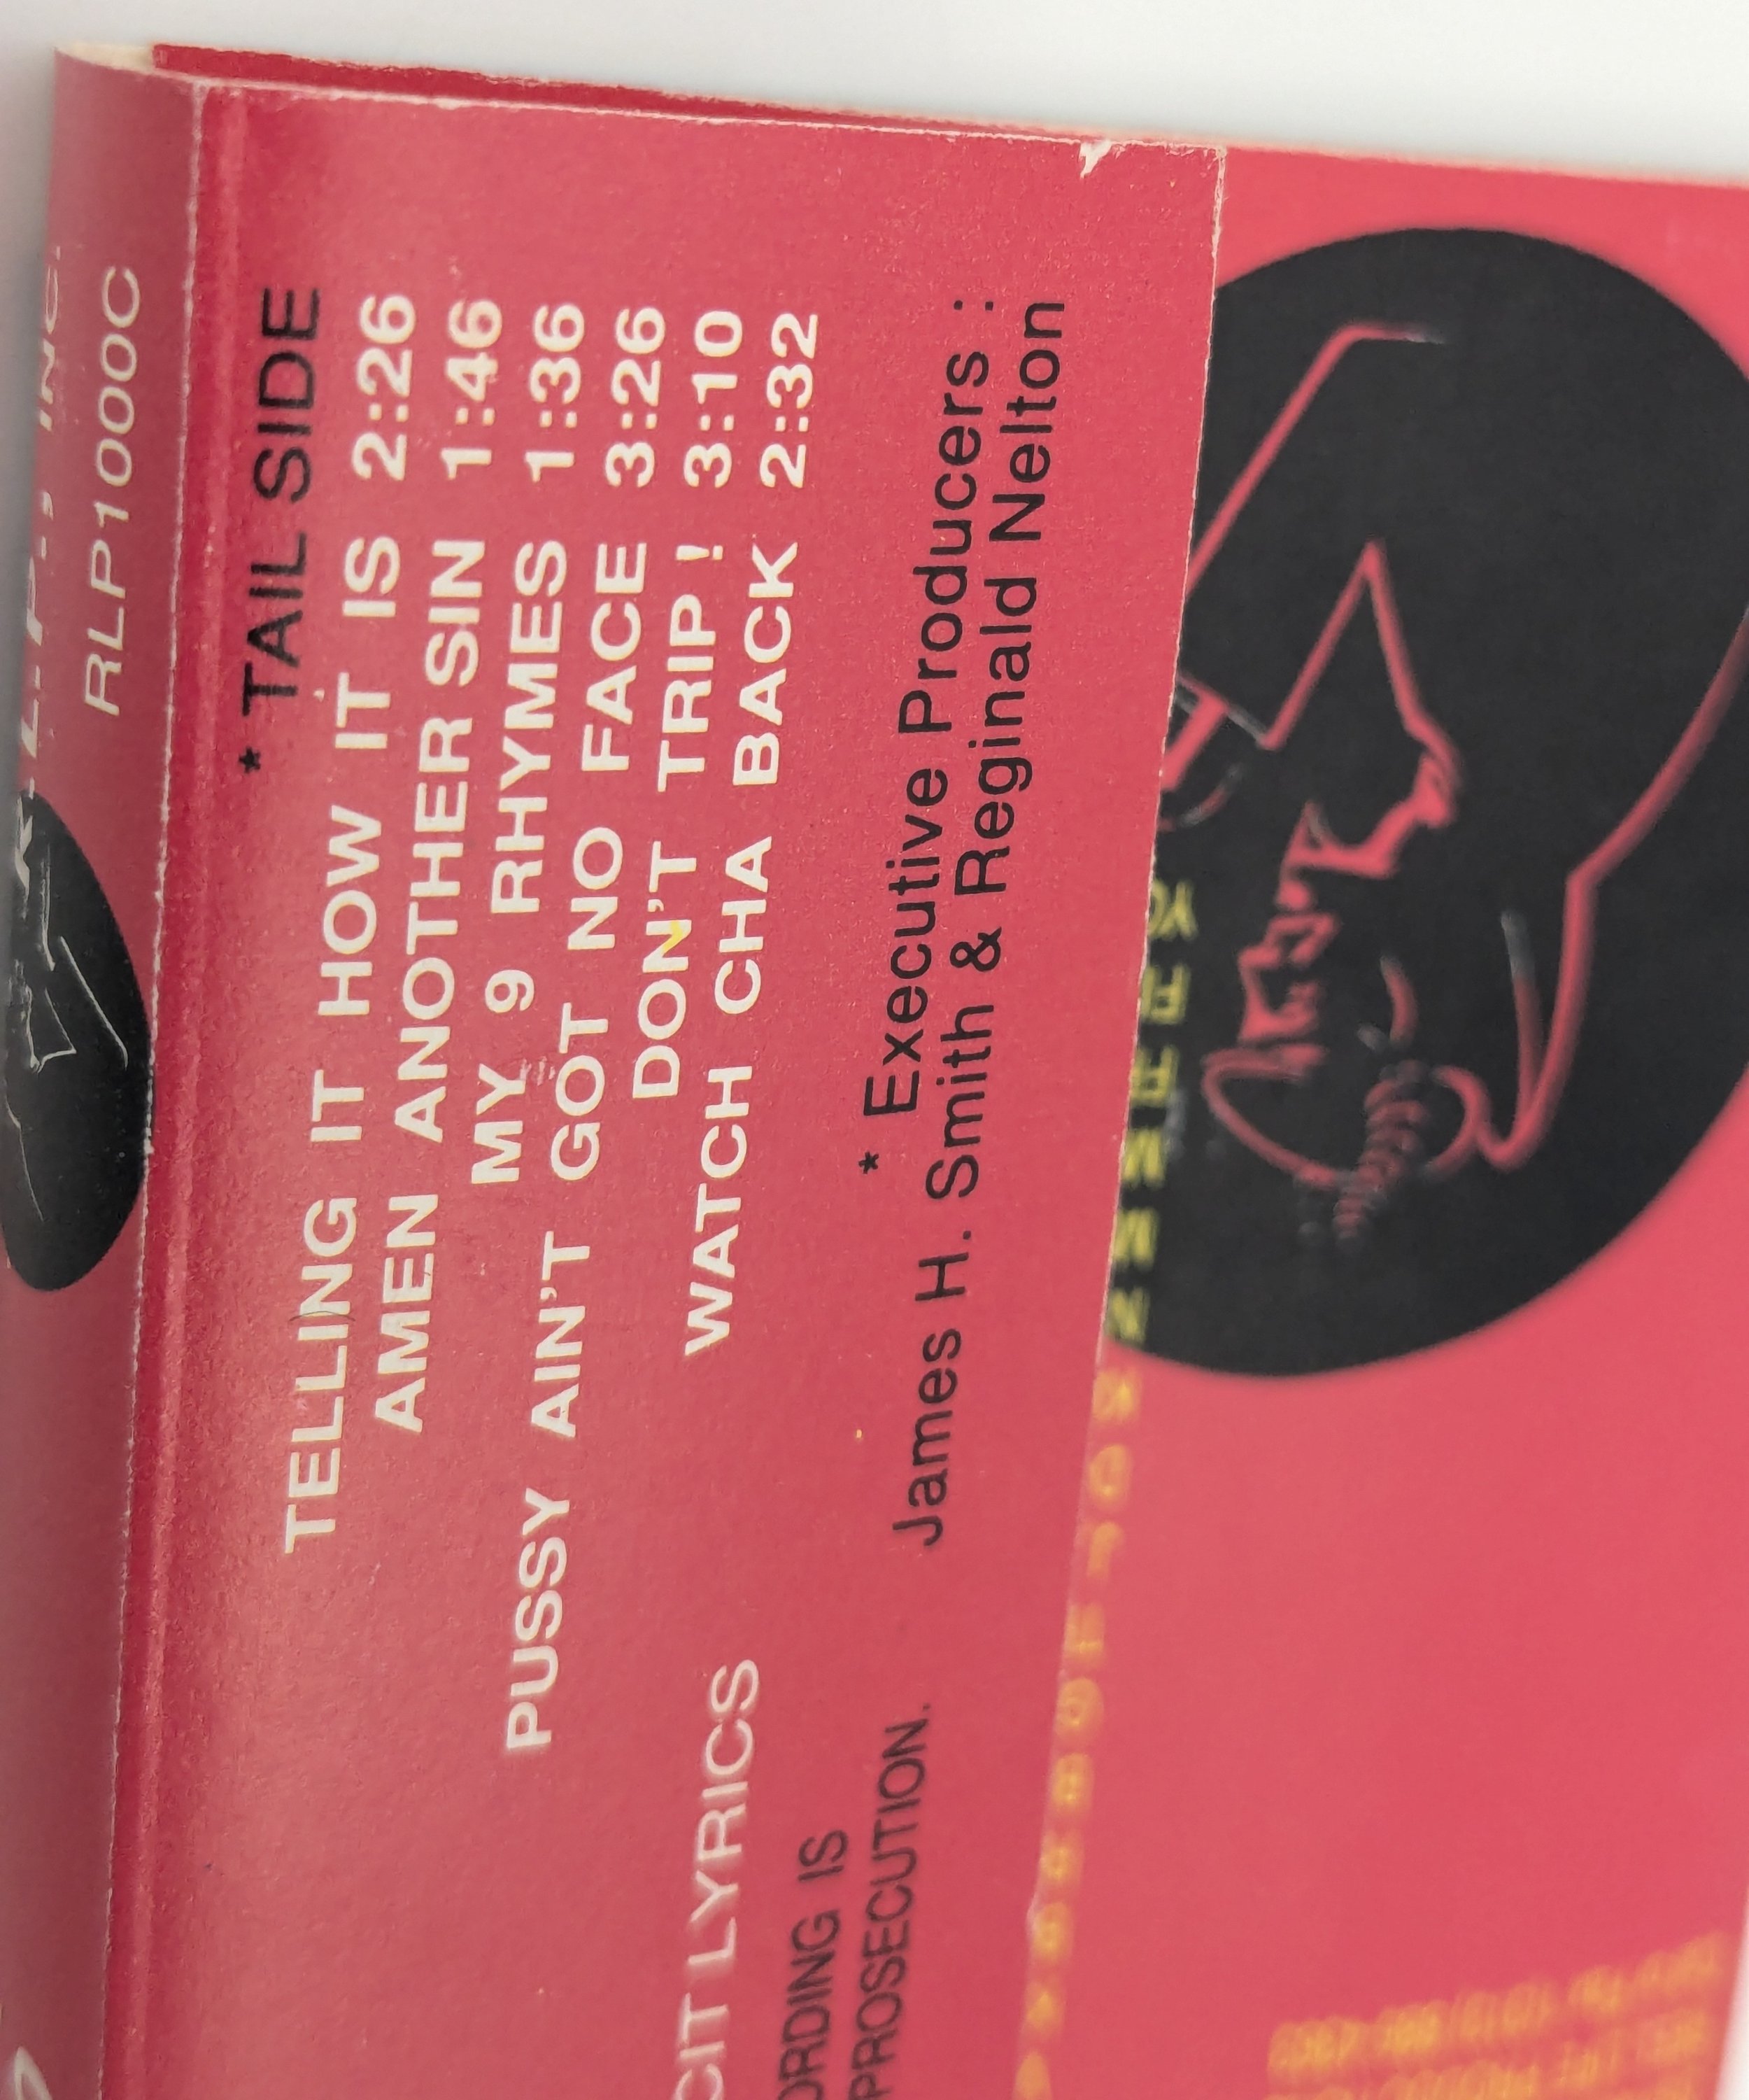 R.L.P., INC.
RLP1000C
* TAIL SIDE
TELLING IT HOW IT IS 2:26
AMEN ANOTHER SIN 1:46
MY 9 RHYMES 1:36
PUSSY AIN'T GOT NO FACE 3:26
DON'T TRIP ! 3:10
WATCH CHA BACK 2:32
* Executive Producers :
James H. Smith & Reginald Nelton
CIT LYRICS
ORDING IS
PROSECUTION.